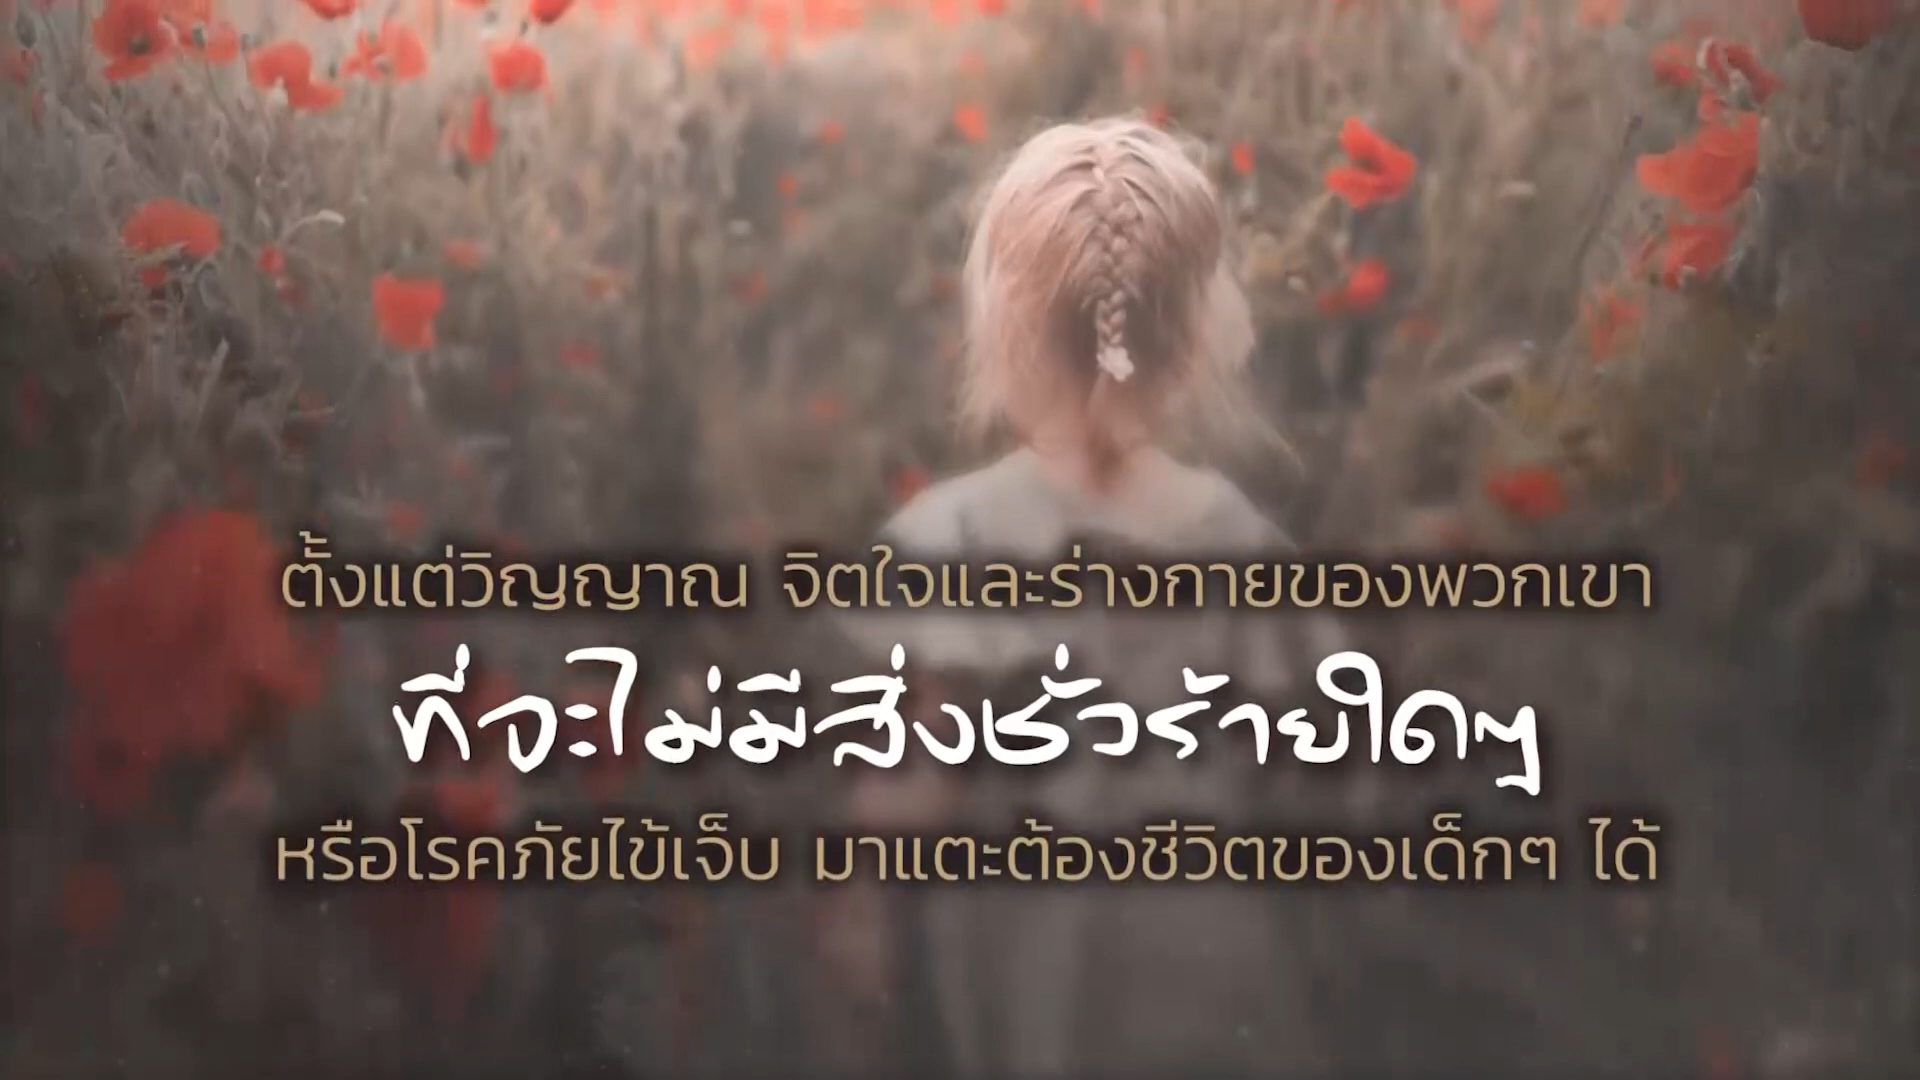 ตั้งแต่วิญญาณ จิตใจและร่างกายของพวกเขา
ที่จะไม่มีสิ่งชั่วร้ายใดๆ
หรือโรคภัยไข้เจ็บ มาแตะต้องชีวิตของเด็กๆ ได้